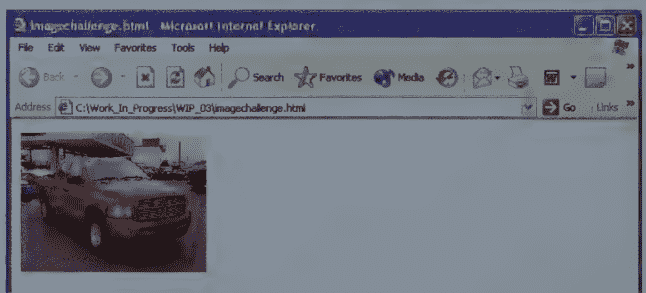 imagechallenge.html Microsoft Internet Explorer
File Edit View Favorites Tools Help
Back Search Favorites Media
Address C:\Work_In_Progress\WIP_03\imagechallenge.html Go Links